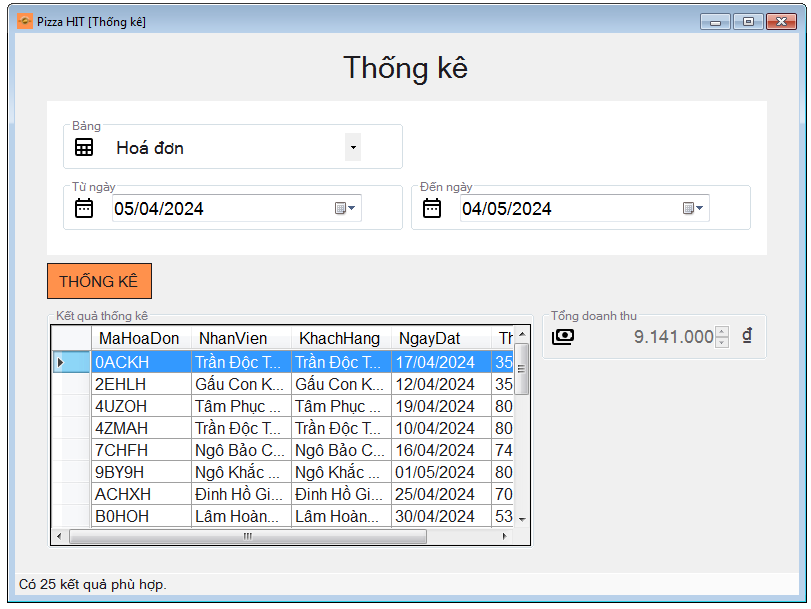 Pizza HIT [Thống kê]
Thống kê
Bảng
Hoá đơn
Từ ngày
05/04/2024
Đến ngày
04/05/2024
THỐNG KÊ
Kết quả thống kê
MaHoaDon NhanVien KhachHang NgayDat Th
0ACKH Trần Độc T... Trần Độc T... 17/04/2024 35
2EHLH Gấu Con K... Gấu Con K... 12/04/2024 35
4UZOH Tâm Phục ... Tâm Phục ... 19/04/2024 80
4ZMAH Trần Độc T... Trần Độc T... 10/04/2024 80
7CHFH Ngô Bảo C... Ngô Bảo C... 16/04/2024 74
9BY9H Ngô Khắc ... Ngô Khắc ... 01/05/2024 80
ACHXH Đinh Hồ Gi... Đinh Hồ Gi... 25/04/2024 70
B0HOH Lâm Hoàn... Lâm Hoàn... 30/04/2024 53
Tổng doanh thu
9.141.000 ₫
Có 25 kết quả phù hợp.